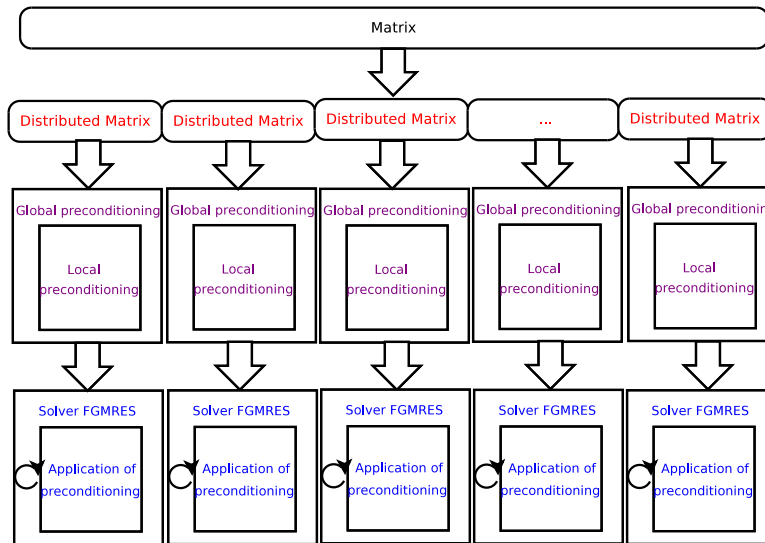 Matrix
Distributed Matrix
Distributed Matrix
Distributed Matrix
...
Distributed Matrix
Global preconditioning
Global preconditioning
Global preconditioning
Global preconditioning
Global preconditionin
Local
preconditioning
Local
preconditioning
Local
preconditioning
Local
preconditioning
Local
preconditioning
Solver FGMRES
Solver FGMRES
Solver FGMRES
Solver FGMRES
Solver FGMRES
Application of
preconditioning
Application of
preconditioning
Application of
preconditioning
Application of
preconditioning
Application of
preconditioning